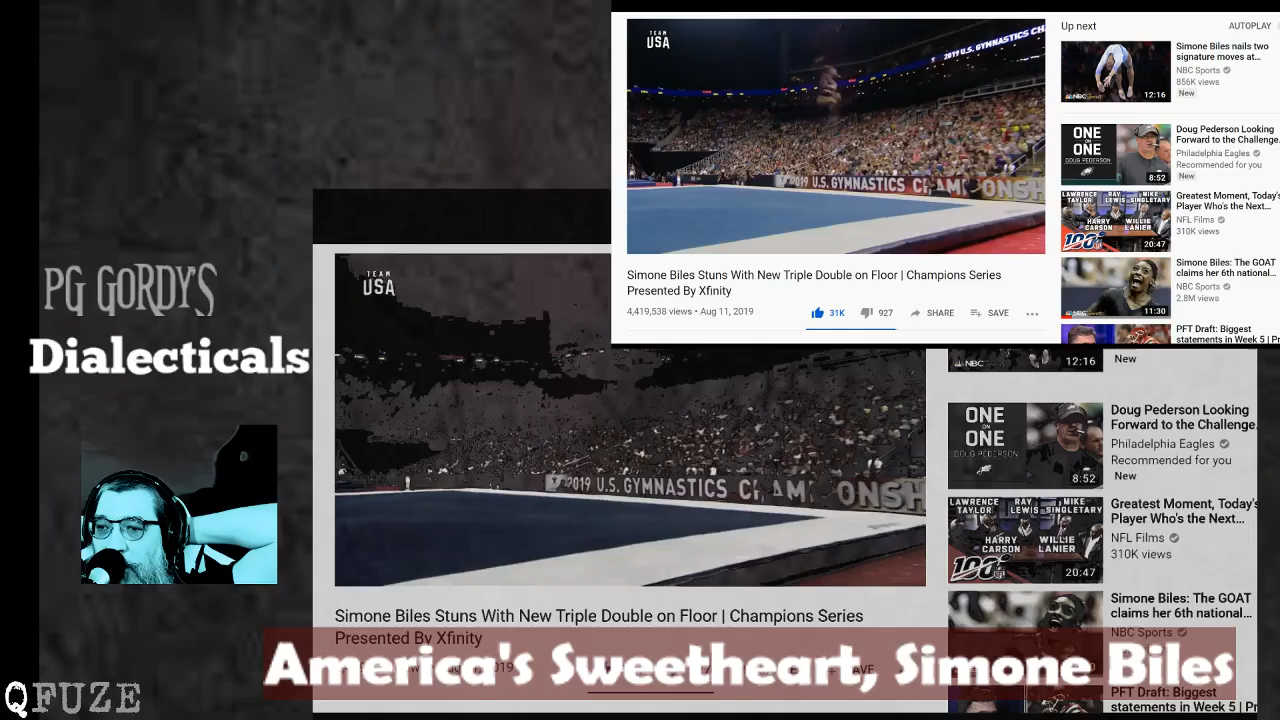 TEAM
USA
2019 U.S. GYMNASTICS CH
2019 U.S. GYMNASTICS CHAMPIONSH
Simone Biles Stuns With New Triple Double on Floor | Champions Series
Presented By Xfinity
4,419,538 views • Aug 11, 2019
31K
927
SHARE
SAVE
Up next
AUTOPLAY
NBC Sports
12:16
Simone Biles nails two
signature moves at...
NBC Sports
856K views
New
ONE
ON
ONE
DOUG PEDERSON
8:52
Doug Pederson Looking
Forward to the Challenge.
Philadelphia Eagles
Recommended for you
New
LAWRENCE TAYLOR
RAY LEWIS
MIKE SINGLETARY
HARRY CARSON
WILLIE LANIER
100
20:47
Greatest Moment, Today's
Player Who's the Next...
NFL Films
310K views
11:30
Simone Biles: The GOAT
claims her 6th national...
NBC Sports
2.8M views
PFT Draft: Biggest
statements in Week 5 | Pr
PG GORDY'S
Dialecticals
TEAM
USA
2019 U.S. GYMNASTICS CHAM ONSH
Simone Biles Stuns With New Triple Double on Floor | Champions Series
Presented By Xfinity
NBC
12:16
New
ONE
ON
ONE
DOUG PEDERSON
8:52
Doug Pederson Looking
Forward to the Challenge.
Philadelphia Eagles
Recommended for you
New
LAWRENCE TAYLOR
RAY LEWIS
MIKE SINGLETARY
HARRY CARSON
WILLIE LANIER
100
20:47
Greatest Moment, Today's
Player Who's the Next...
NFL Films
310K views
Simone Biles: The GOAT
claims her 6th national...
NBC Sports
America's Sweetheart, Simone Biles
PFT Draft: Biggest
statements in Week 5 | Pr
QFUZE